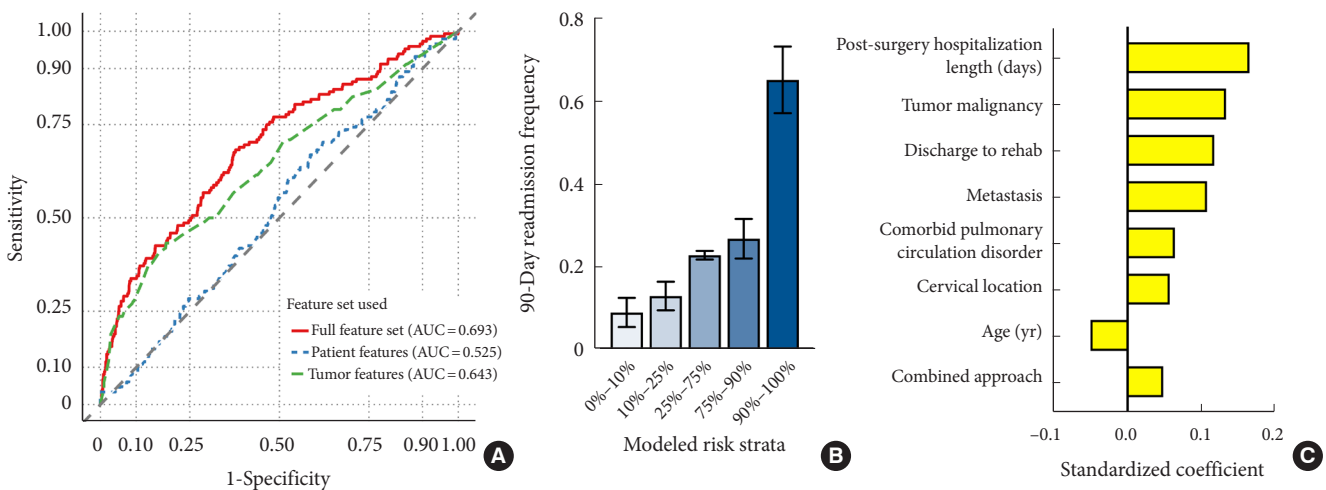 1.00
0.90
0.75
0.50
0.25
0.10
0
Sensitivity
0 0.10 0.25 0.50 0.75 0.90 1.00
1-Specificity
Feature set used
Full feature set (AUC=0.693)
Patient features (AUC=0.525)
Tumor features (AUC=0.643)
A
0.8
0.6
0.4
0.2
0
90-Day readmission frequency
0%–10%
10%–25%
25%–75%
75%–90%
90%–100%
Modeled risk strata
B
Post-surgery hospitalization
length (days)
Tumor malignancy
Discharge to rehab
Metastasis
Comorbid pulmonary
circulation disorder
Cervical location
Age (yr)
Combined approach
–0.1 0.0 0.1 0.2
Standardized coefficient
C